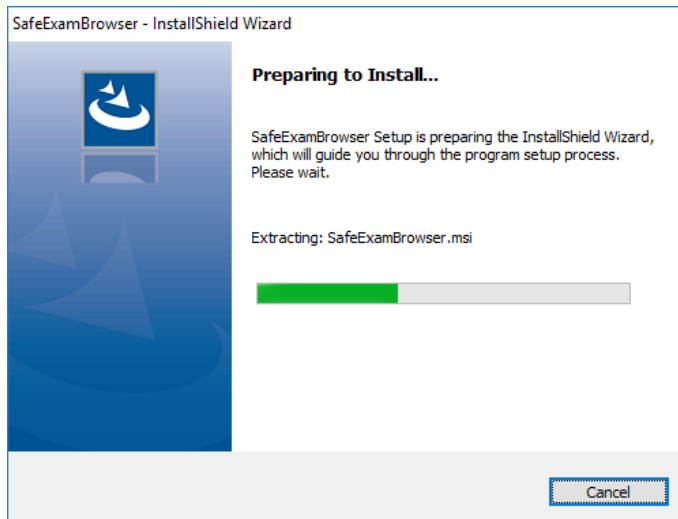 SafeExamBrowser - InstallShield Wizard
Preparing to Install...
SafeExamBrowser Setup is preparing the InstallShield Wizard,
which will guide you through the program setup process.
Please wait.
Extracting: SafeExamBrowser.msi
Cancel